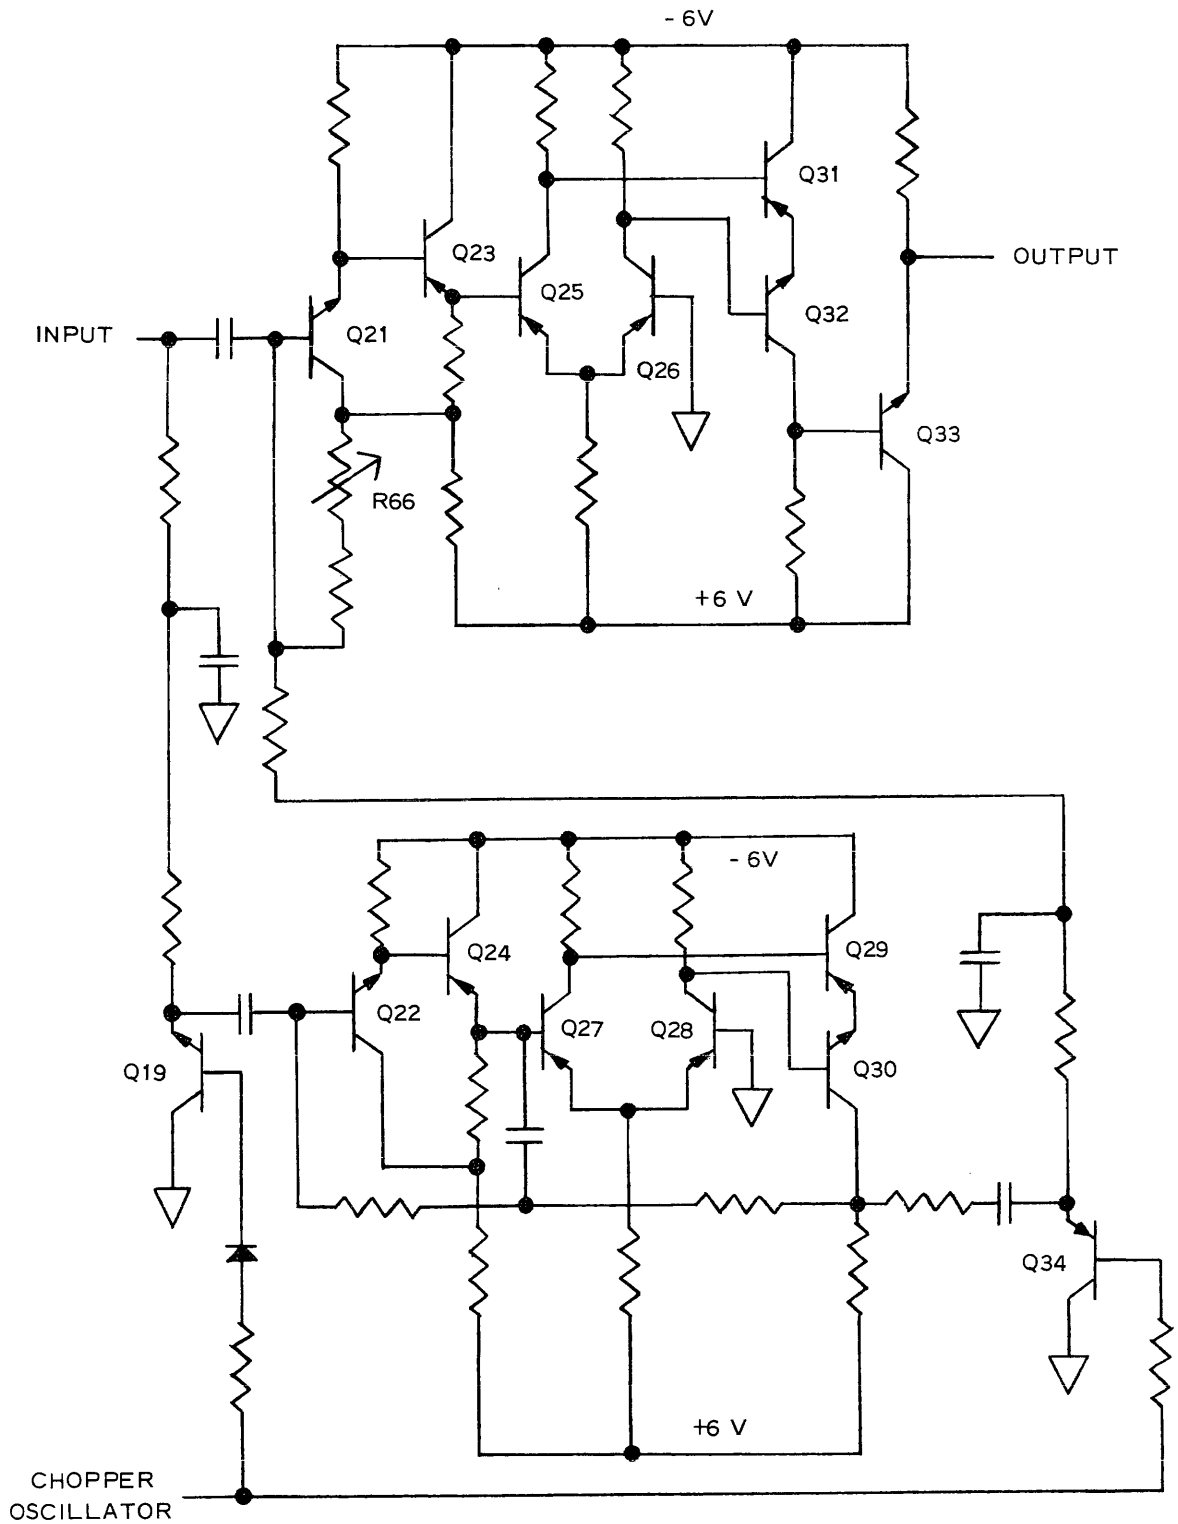 - 6V
Q31
Q23
OUTPUT
Q25
Q32
INPUT
Q21
Q26
Q33
R66
+6 V
- 6V
Q29
Q24
Q22
Q27
Q28
Q19
Q30
Q34
+6 V
CHOPPER
OSCILLATOR